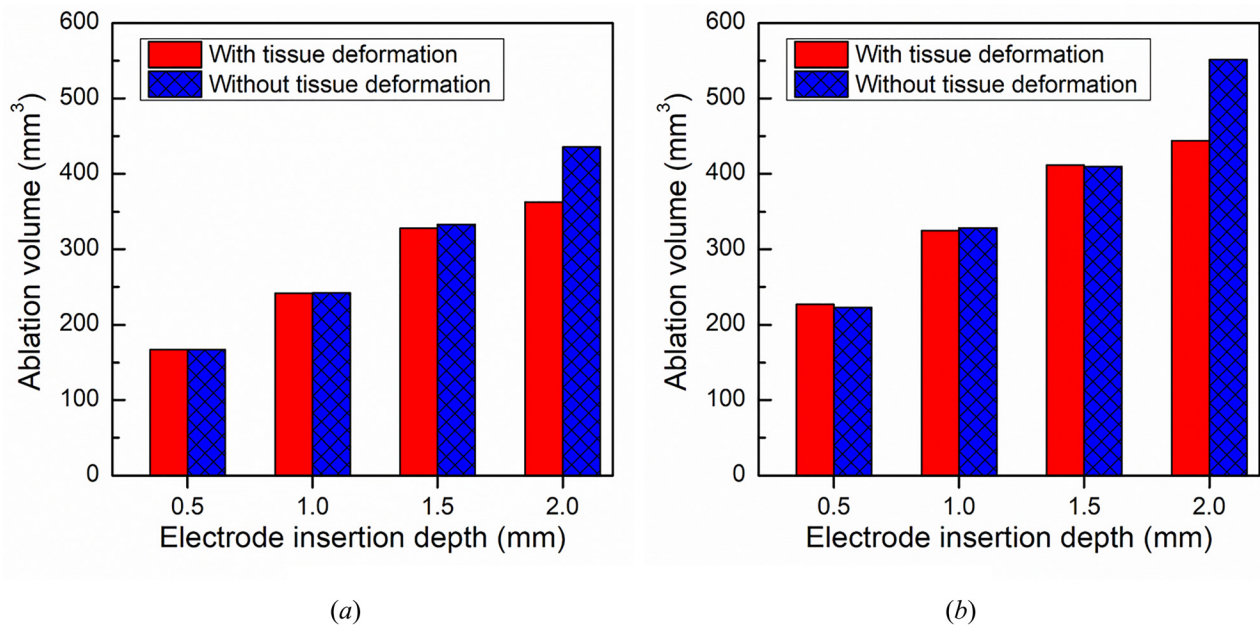 600
500
400
300
200
100
0
Ablation volume (mm³)
With tissue deformation
Without tissue deformation
0.5 1.0 1.5 2.0
Electrode insertion depth (mm)
(a)
600
500
400
300
200
100
0
Ablation volume (mm³)
With tissue deformation
Without tissue deformation
0.5 1.0 1.5 2.0
Electrode insertion depth (mm)
(b)